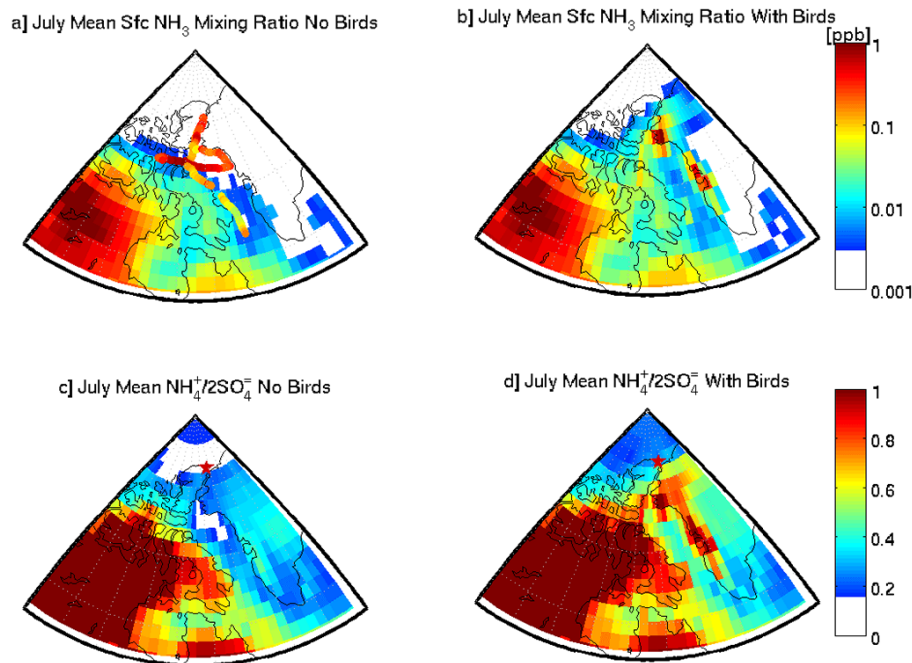 a] July Mean Sfc NH₃ Mixing Ratio No Birds
b] July Mean Sfc NH₃ Mixing Ratio With Birds
[ppb]
1
0.1
0.01
0.001
c] July Mean NH₄⁺/2SO₄⁼ No Birds
d] July Mean NH₄⁺/2SO₄⁼ With Birds
1
0.8
0.6
0.4
0.2
0